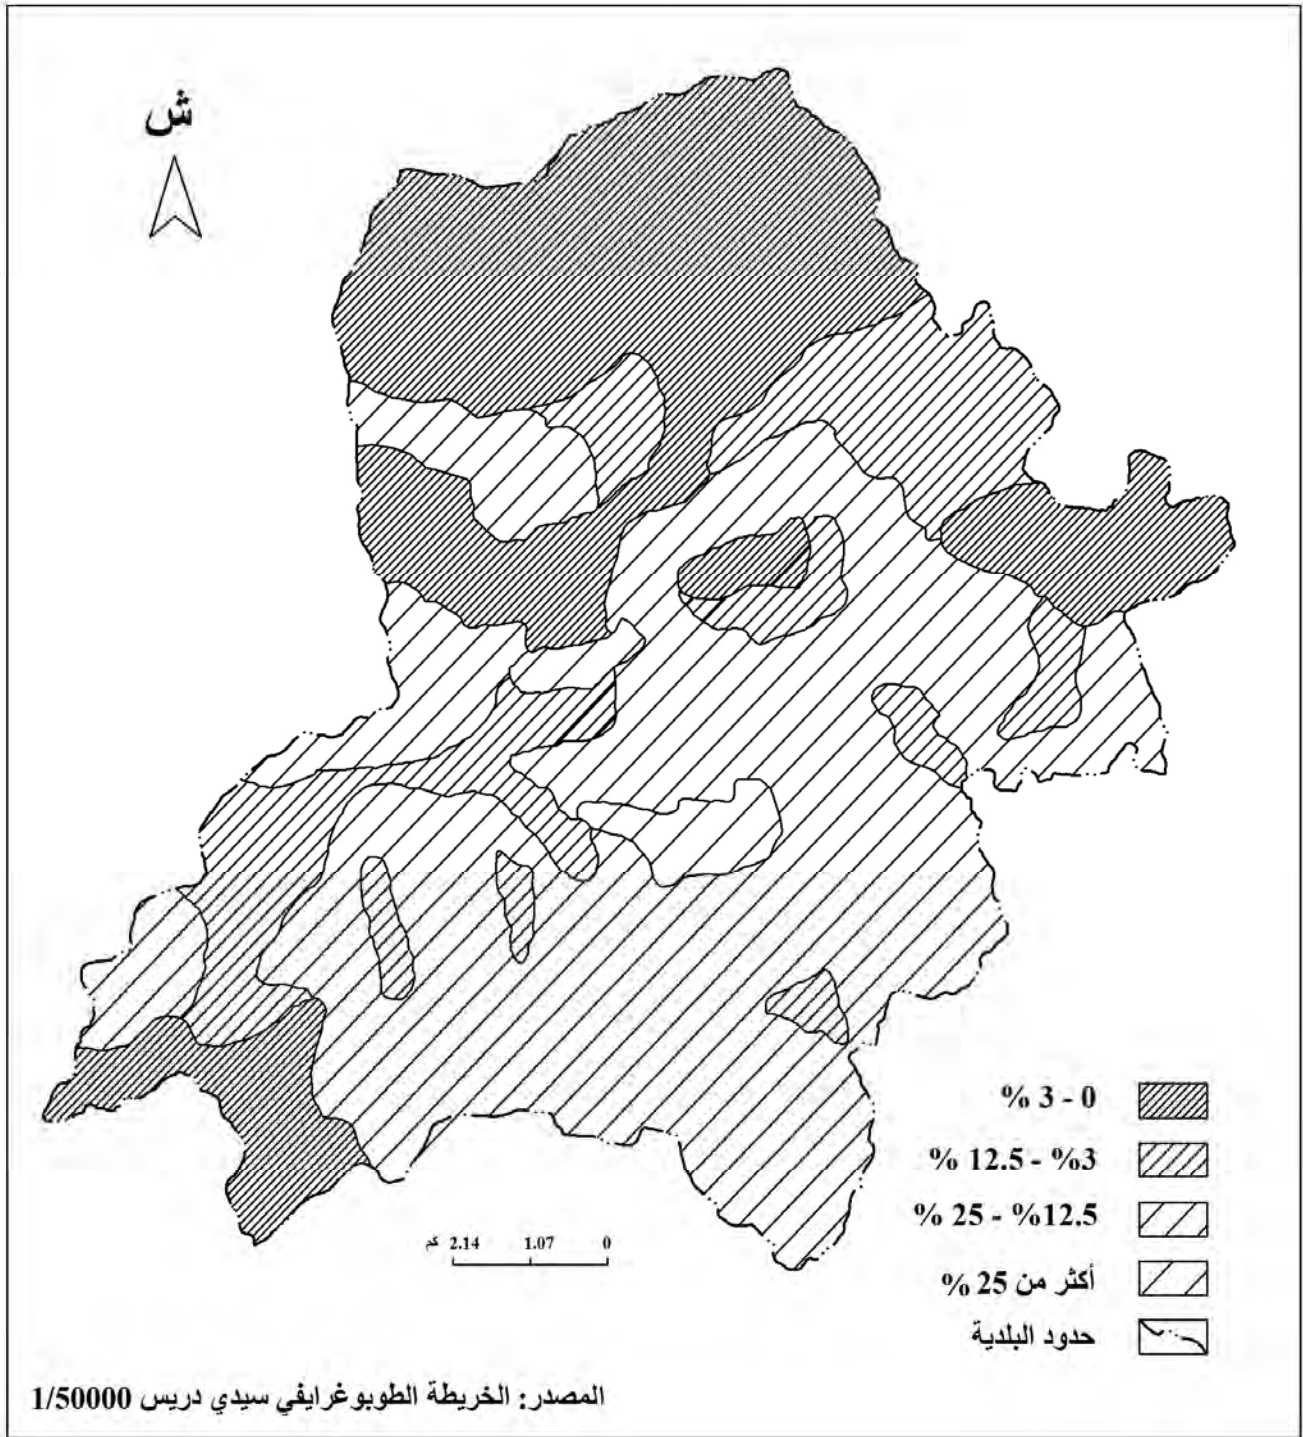 ش
0 - 3 %
3% - 12.5 %
12.5% - 25 %
أكثر من 25 %
حدود البلدية
0 1.07 2.14 كم
المصدر: الخريطة الطوبوغرايفي سيدي دريس 1/50000